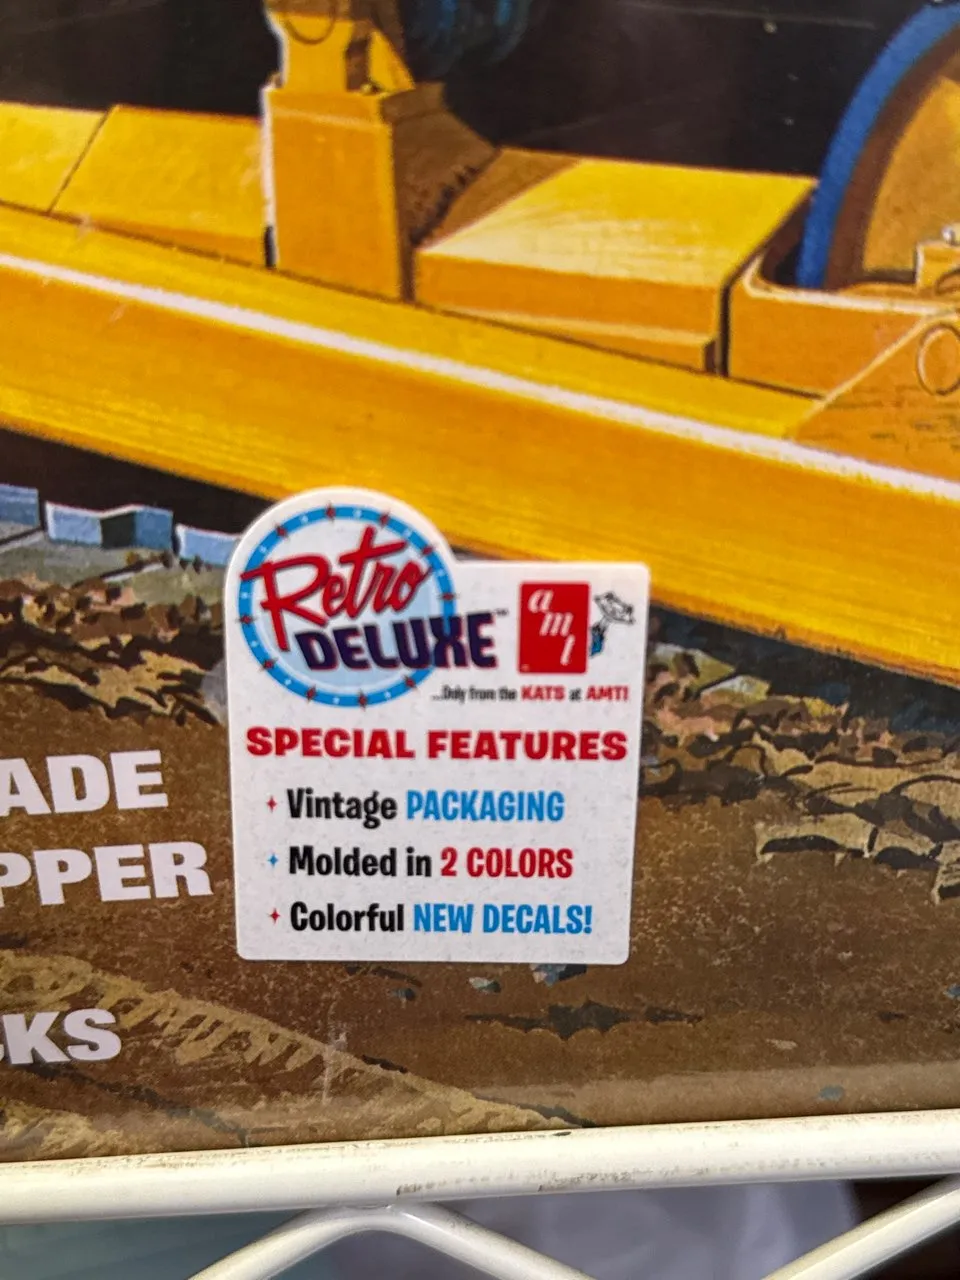 Retro
DELUXE™
amt
...Only from the KATS at AMT!
SPECIAL FEATURES
Vintage PACKAGING
Molded in 2 COLORS
Colorful NEW DECALS!
ADE
PPER
CKS